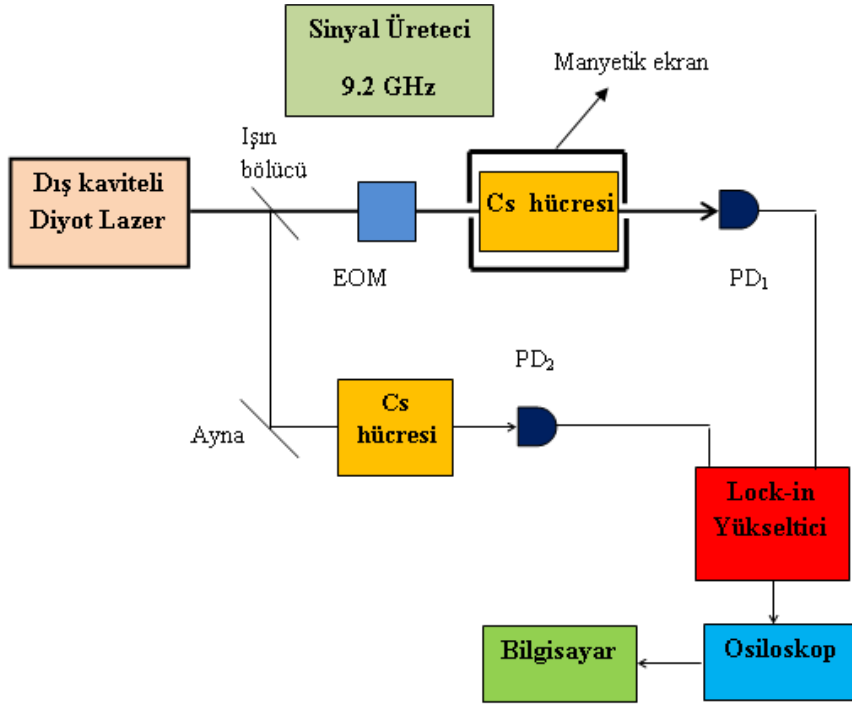 Sinyal Üreteci
9.2 GHz
Manyetik ekran
Işın
bölücü
Dış kaviteli
Diyot Lazer
Cs hücresi
EOM
PD₁
PD₂
Ayna
Cs
hücresi
Lock-in
Yükseltici
Bilgisayar
Osiloskop